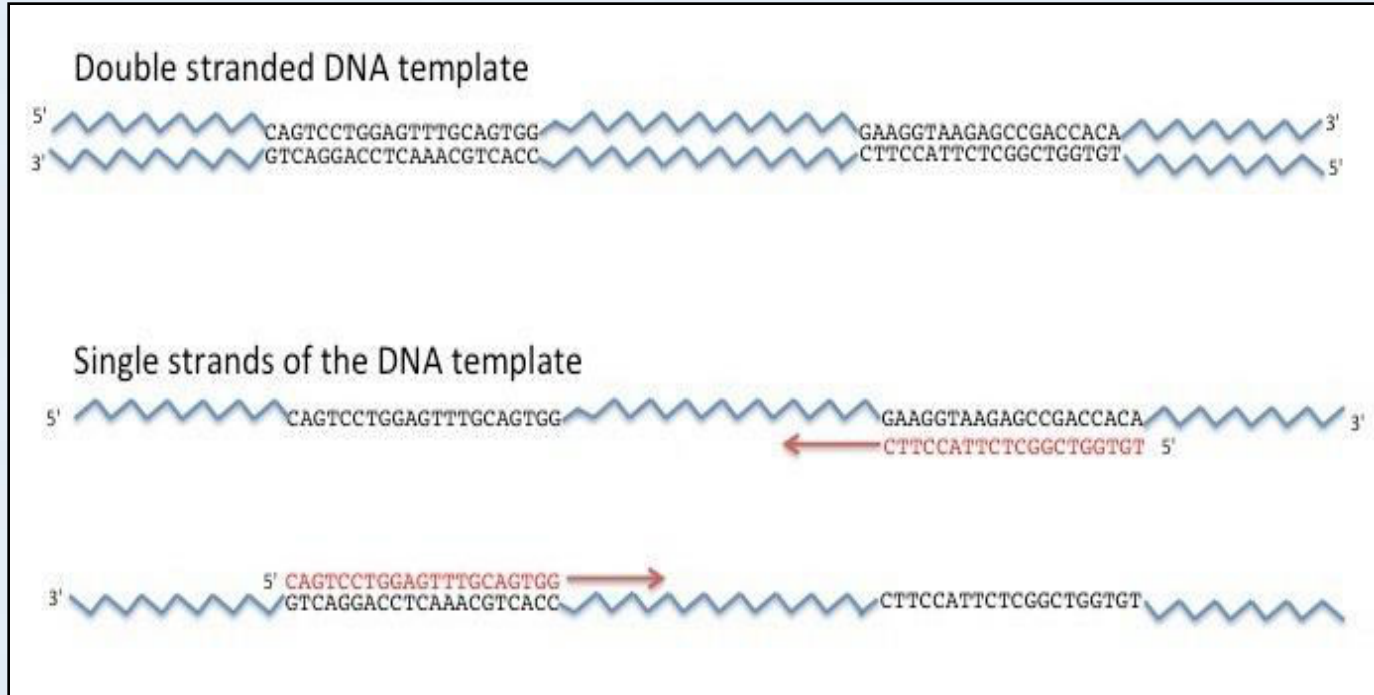 Double stranded DNA template
5' CAGTCCTGGAGTTTGCAGTGG GAAGGTAAGAGCCGACCACA 3'
3' GTCAGGACCTCAAACGTCACC CTTCCATTCTCGGCTGGTGT 5'
Single strands of the DNA template
5' CAGTCCTGGAGTTTGCAGTGG GAAGGTAAGAGCCGACCACA 3'
CTTCCATTCTCGGCTGGTGT 5'
5' CAGTCCTGGAGTTTGCAGTGG
3' GTCAGGACCTCAAACGTCACC CTTCCATTCTCGGCTGGTGT